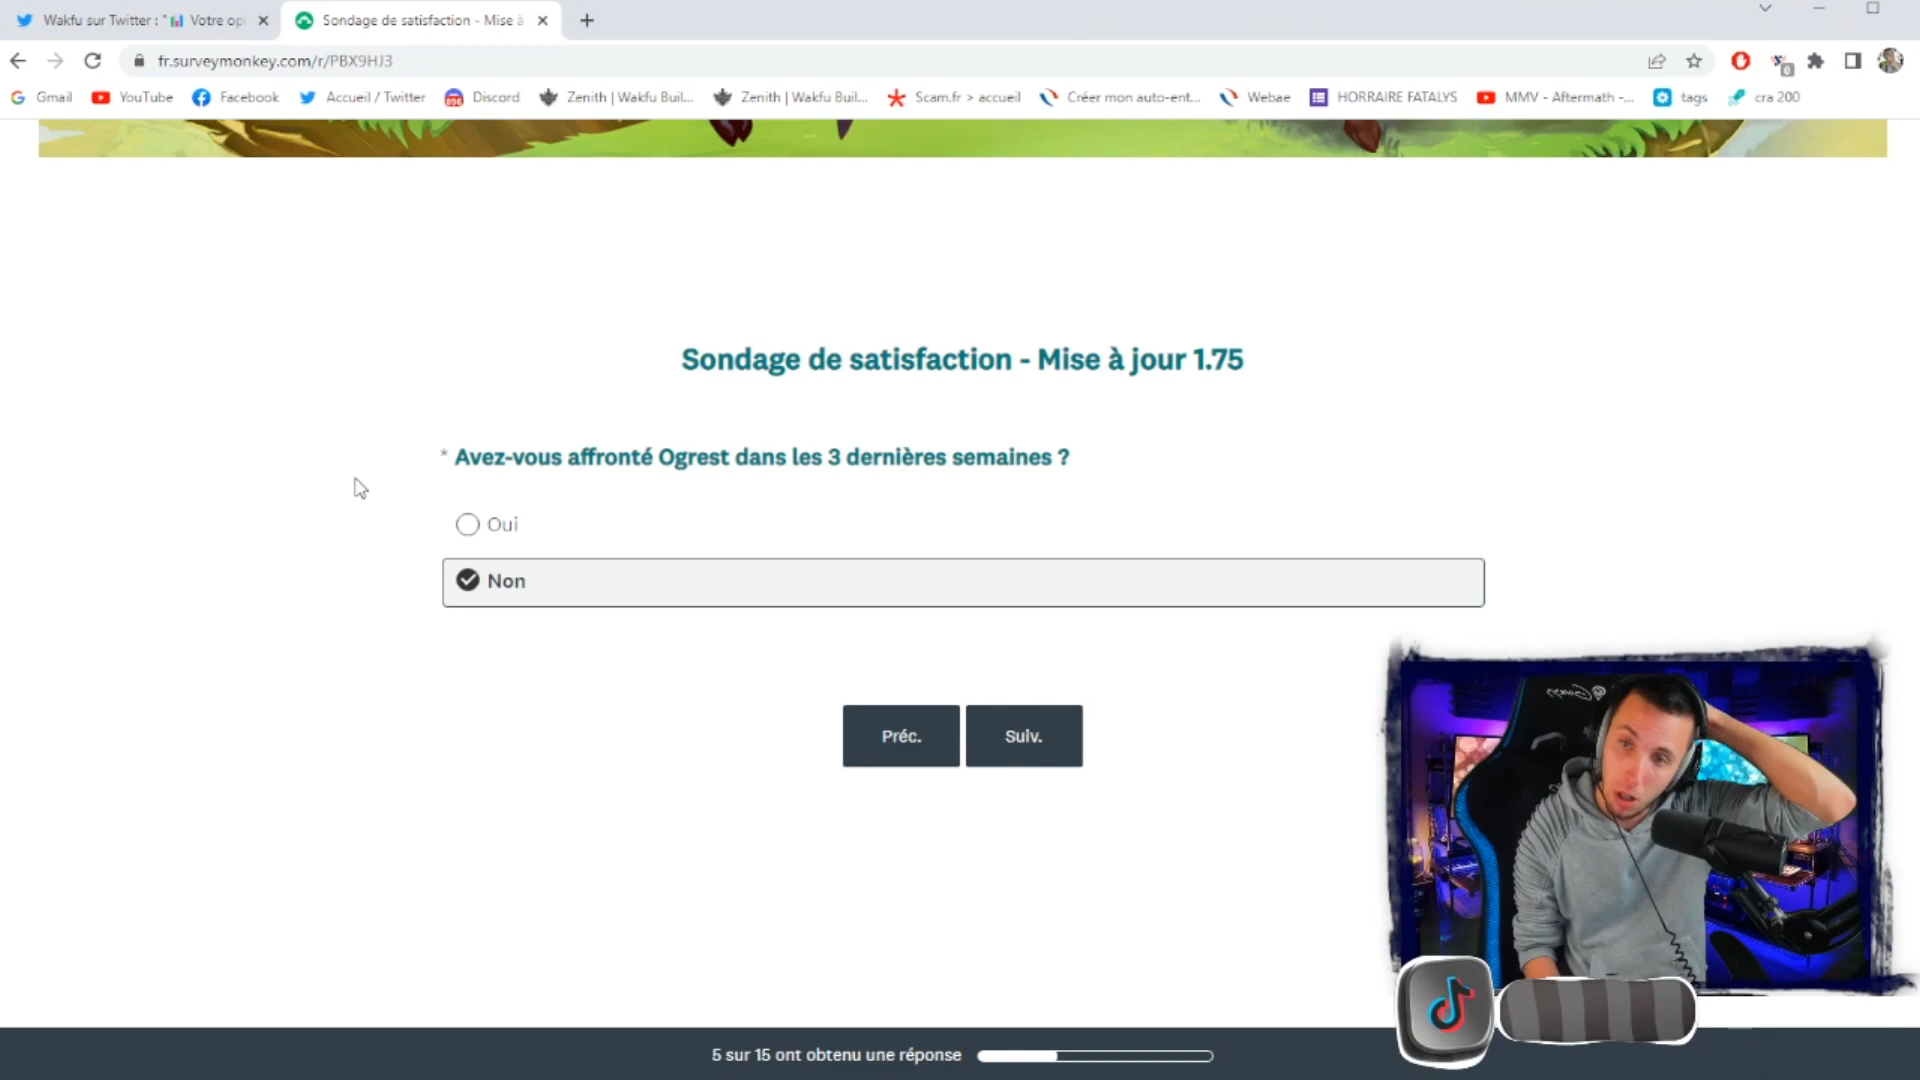 Wakfu sur Twitter : "📊 Votre opi
Sondage de satisfaction - Mise à
fr.surveymonkey.com/r/PBX9HJ3
0
Gmail
YouTube
Facebook
Accueil / Twitter
Discord
Zenith | Wakfu Buil...
Zenith | Wakfu Buil...
Scam.fr > accueil
Créer mon auto-ent...
Webae
HORRAIRE FATALYS
MMV - Aftermath -...
tags
cra 200
Sondage de satisfaction - Mise à jour 1.75
* Avez-vous affronté Ogrest dans les 3 dernières semaines ?
Oui
Non
Préc.
Suiv.
5 sur 15 ont obtenu une réponse